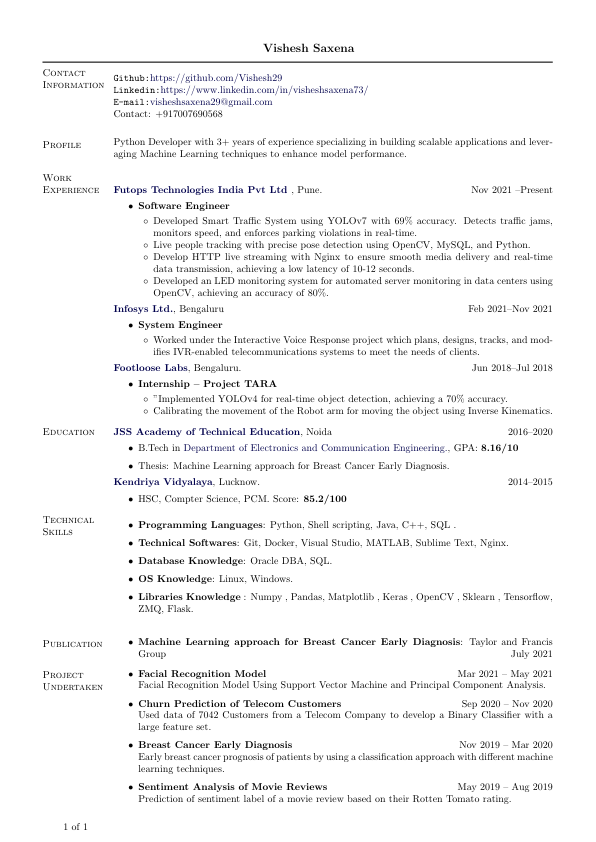 Vishesh Saxena
Contact Information
Github:https://github.com/Vishesh29
Linkedin:https://www.linkedin.com/in/visheshsaxena73/
E-mail:visheshsaxena29@gmail.com
Contact: +917007690568
Profile
Python Developer with 3+ years of experience specializing in building scalable applications and lever-
aging Machine Learning techniques to enhance model performance.
Work Experience
Futops Technologies India Pvt Ltd , Pune. Nov 2021 –Present
• Software Engineer
◦ Developed Smart Traffic System using YOLOv7 with 69% accuracy. Detects traffic jams,
monitors speed, and enforces parking violations in real-time.
◦ Live people tracking with precise pose detection using OpenCV, MySQL, and Python.
◦ Develop HTTP live streaming with Nginx to ensure smooth media delivery and real-time
data transmission, achieving a low latency of 10-12 seconds.
◦ Developed an LED monitoring system for automated server monitoring in data centers using
OpenCV, achieving an accuracy of 80%.
Infosys Ltd., Bengaluru Feb 2021–Nov 2021
• System Engineer
◦ Worked under the Interactive Voice Response project which plans, designs, tracks, and mod-
ifies IVR-enabled telecommunications systems to meet the needs of clients.
Footloose Labs, Bengaluru. Jun 2018–Jul 2018
• Internship – Project TARA
◦ "Implemented YOLOv4 for real-time object detection, achieving a 70% accuracy.
◦ Calibrating the movement of the Robot arm for moving the object using Inverse Kinematics.
Education
JSS Academy of Technical Education, Noida 2016–2020
• B.Tech in Department of Electronics and Communication Engineering., GPA: 8.16/10
• Thesis: Machine Learning approach for Breast Cancer Early Diagnosis.
Kendriya Vidyalaya, Lucknow. 2014–2015
• HSC, Compter Science, PCM. Score: 85.2/100
Technical Skills
• Programming Languages: Python, Shell scripting, Java, C++, SQL .
• Technical Softwares: Git, Docker, Visual Studio, MATLAB, Sublime Text, Nginx.
• Database Knowledge: Oracle DBA, SQL.
• OS Knowledge: Linux, Windows.
• Libraries Knowledge : Numpy , Pandas, Matplotlib , Keras , OpenCV , Sklearn , Tensorflow,
ZMQ, Flask.
Publication
• Machine Learning approach for Breast Cancer Early Diagnosis: Taylor and Francis
Group July 2021
Project Undertaken
• Facial Recognition Model Mar 2021 – May 2021
Facial Recognition Model Using Support Vector Machine and Principal Component Analysis.
• Churn Prediction of Telecom Customers Sep 2020 – Nov 2020
Used data of 7042 Customers from a Telecom Company to develop a Binary Classifier with a
large feature set.
• Breast Cancer Early Diagnosis Nov 2019 – Mar 2020
Early breast cancer prognosis of patients by using a classification approach with different machine
learning techniques.
• Sentiment Analysis of Movie Reviews May 2019 – Aug 2019
Prediction of sentiment label of a movie review based on their Rotten Tomato rating.
1 of 1